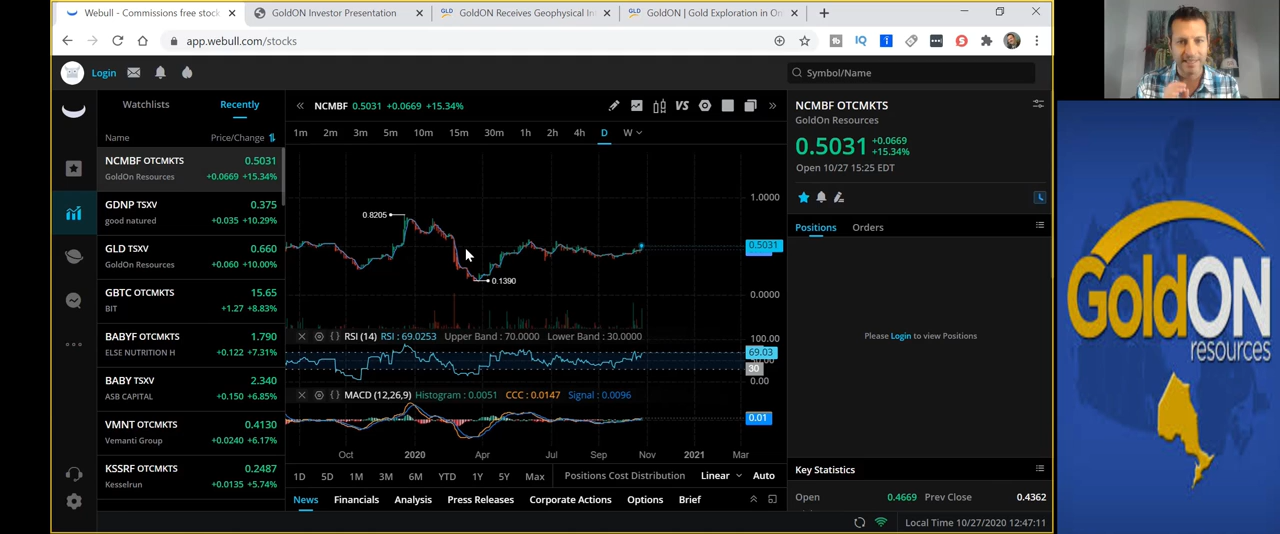 Webull - Commissions free stock
GoldON Investor Presentation
GLD GoldON Receives Geophysical Int
GLD GoldON | Gold Exploration in On
app.webull.com/stocks
IQ
Login
Symbol/Name
Watchlists Recently
Name Price/Change
NCMBF OTCMKTS 0.5031
GoldOn Resources +0.0669 +15.34%
GDNP TSXV 0.375
good natured +0.035 +10.29%
GLD TSXV 0.660
GoldOn Resources +0.060 +10.00%
GBTC OTCMKTS 15.65
BIT +1.27 +8.83%
BABYF OTCMKTS 1.790
ELSE NUTRITION H +0.122 +7.31%
BABY TSXV 2.340
ASB CAPITAL +0.150 +6.85%
VMNT OTCMKTS 0.4130
Vemanti Group +0.0240 +6.17%
KSSRF OTCMKTS 0.2487
Kesselrun +0.0135 +5.74%
NCMBF 0.5031 +0.0669 +15.34%
VS
1m 2m 3m 5m 10m 15m 30m 1h 2h 4h D W
1.0000
0.8205
0.5031
0.1390
0.0000
RSI (14) RSI : 69.0253 Upper Band : 70.0000 Lower Band : 30.0000
100.00
69.03
30
0.00
MACD (12,26,9) Histogram : 0.0051 CCC : 0.0147 Signal : 0.0096
0.01
Oct 2020 Apr Jul Sep Nov 2021 Mar
1D 5D 1M 3M 6M YTD 1Y 5Y Max Positions Cost Distribution Linear Auto
News Financials Analysis Press Releases Corporate Actions Options Brief
NCMBF OTCMKTS
GoldOn Resources
0.5031 +0.0669
+15.34%
Open 10/27 15:25 EDT
Positions Orders
Please Login to view Positions
Key Statistics
Open 0.4669 Prev Close 0.4362
Local Time 10/27/2020 12:47:11
GoldON
resources